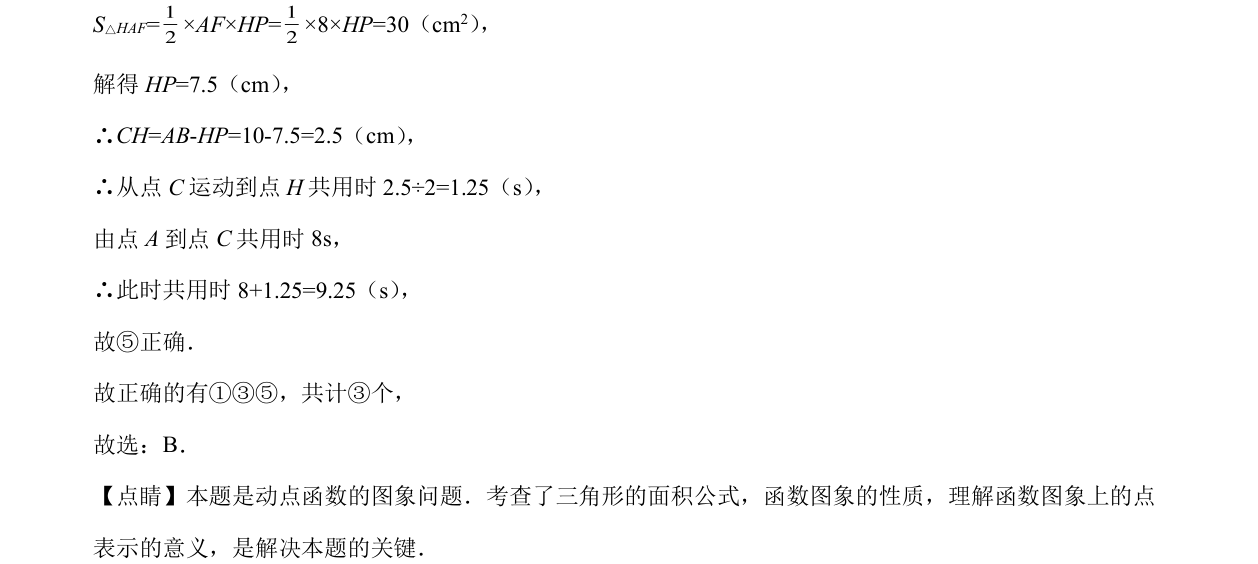 S△HAF=1/2×AF×HP=1/2×8×HP=30（cm²），
解得 HP=7.5（cm），
∴CH=AB-HP=10-7.5=2.5（cm），
∴从点 C 运动到点 H 共用时 2.5÷2=1.25（s），
由点 A 到点 C 共用时 8s，
∴此时共用时 8+1.25=9.25（s），
故⑤正确．
故正确的有①③⑤，共计③个，
故选：B．
【点睛】本题是动点函数的图象问题．考查了三角形的面积公式，函数图象的性质，理解函数图象上的点
表示的意义，是解决本题的关键．